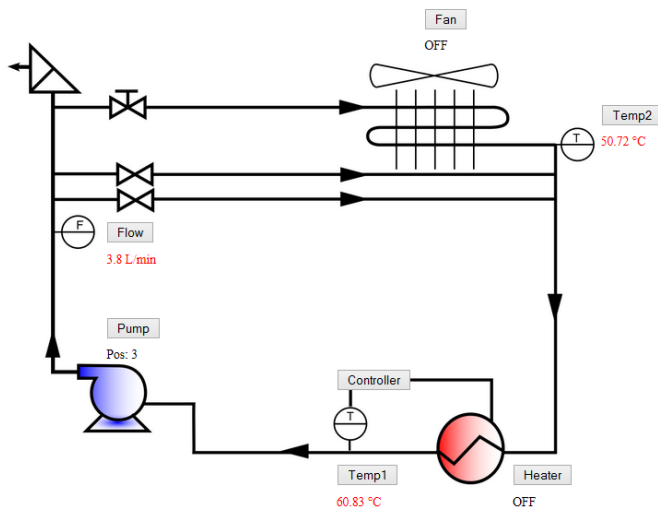 Fan
OFF
Temp2
T
50.72 °C
F
Flow
3.8 L/min
Pump
Pos: 3
Controller
T
Temp1
Heater
60.83 °C
OFF